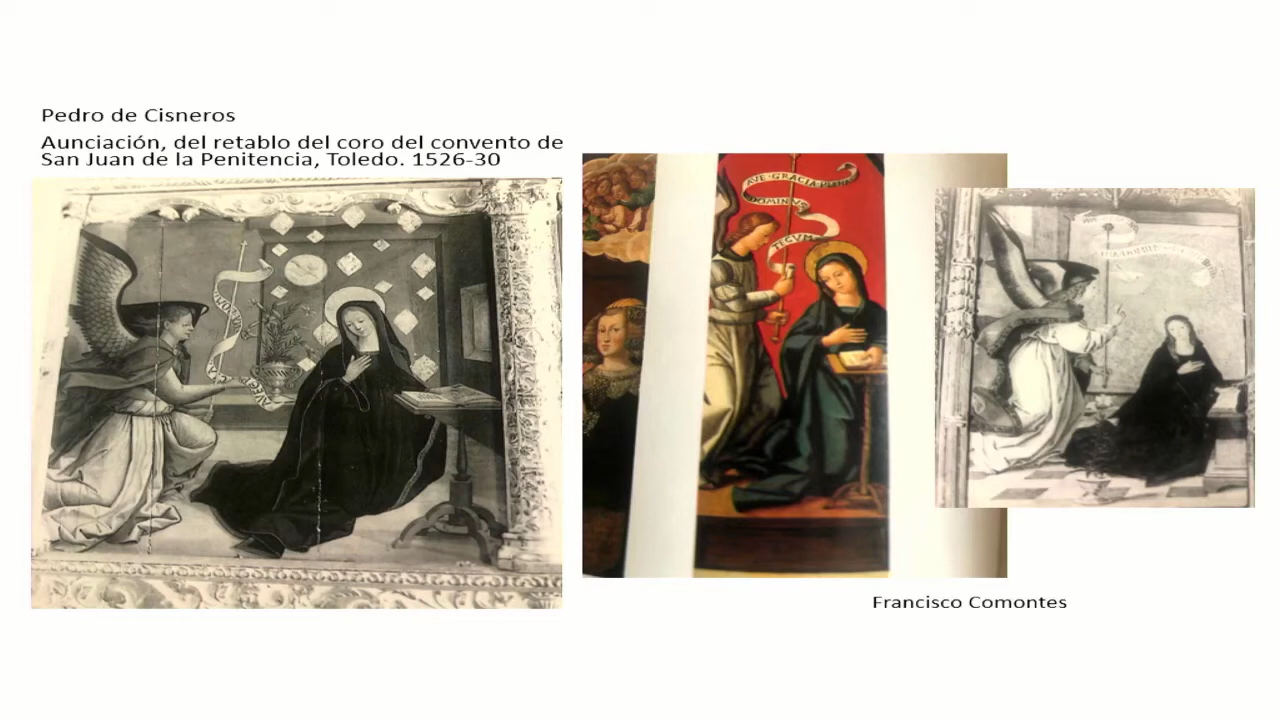 Pedro de Cisneros
Aunciación, del retablo del coro del convento de
San Juan de la Penitencia, Toledo. 1526-30
AVE·GRACIA·PLENA
DOMINVS
TECVM
Francisco Comontes